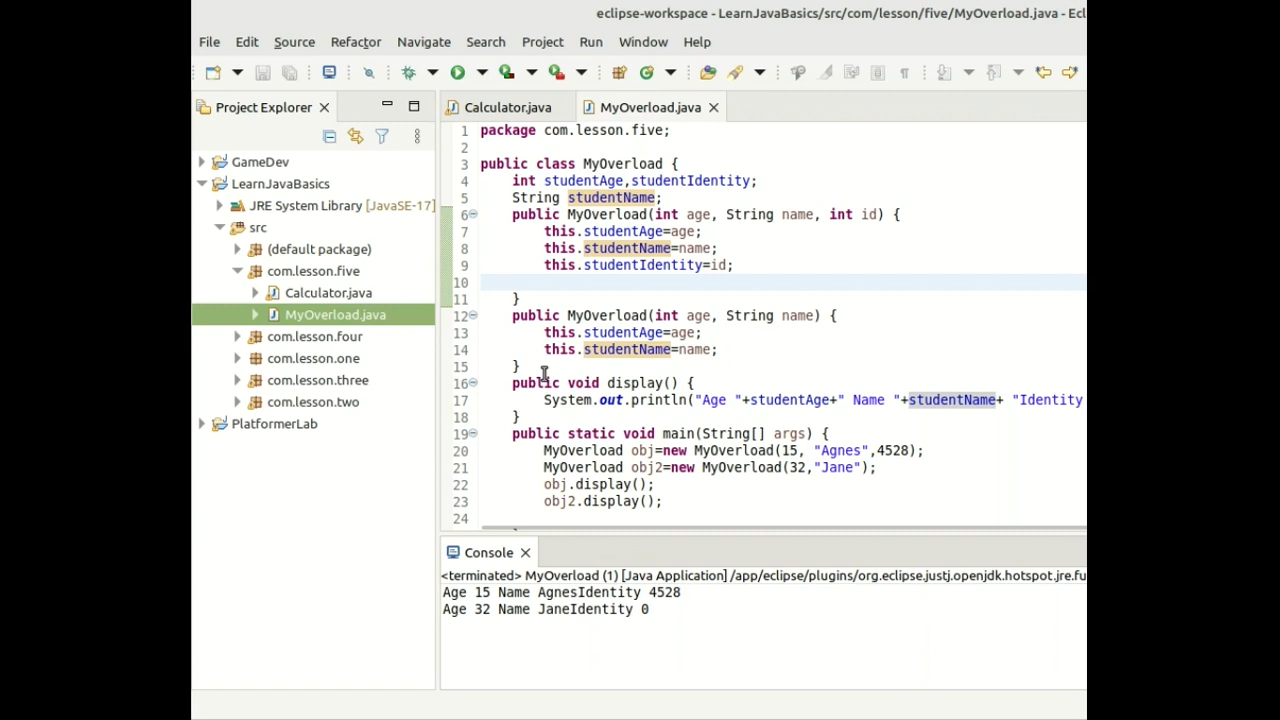 eclipse-workspace - LearnJavaBasics/src/com/lesson/five/MyOverload.java - Ecl
File Edit Source Refactor Navigate Search Project Run Window Help
Project Explorer
Calculator.java MyOverload.java
GameDev
LearnJavaBasics
JRE System Library [JavaSE-17]
src
(default package)
com.lesson.five
Calculator.java
MyOverload.java
com.lesson.four
com.lesson.one
com.lesson.three
com.lesson.two
PlatformerLab
1 package com.lesson.five;
2
3 public class MyOverload {
4 int studentAge,studentIdentity;
5 String studentName;
6 public MyOverload(int age, String name, int id) {
7 this.studentAge=age;
8 this.studentName=name;
9 this.studentIdentity=id;
10
11 }
12 public MyOverload(int age, String name) {
13 this.studentAge=age;
14 this.studentName=name;
15 }
16 public void display() {
17 System.out.println("Age "+studentAge+" Name "+studentName+ "Identity
18 }
19 public static void main(String[] args) {
20 MyOverload obj=new MyOverload(15, "Agnes",4528);
21 MyOverload obj2=new MyOverload(32,"Jane");
22 obj.display();
23 obj2.display();
24
Console
<terminated> MyOverload (1) [Java Application] /app/eclipse/plugins/org.eclipse.justj.openjdk.hotspot.jre.fu
Age 15 Name AgnesIdentity 4528
Age 32 Name JaneIdentity 0